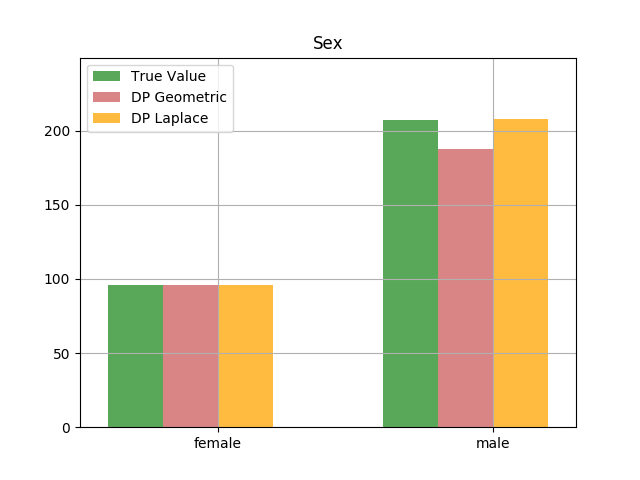 Sex
True Value
DP Geometric
DP Laplace
200
150
100
50
0
female male